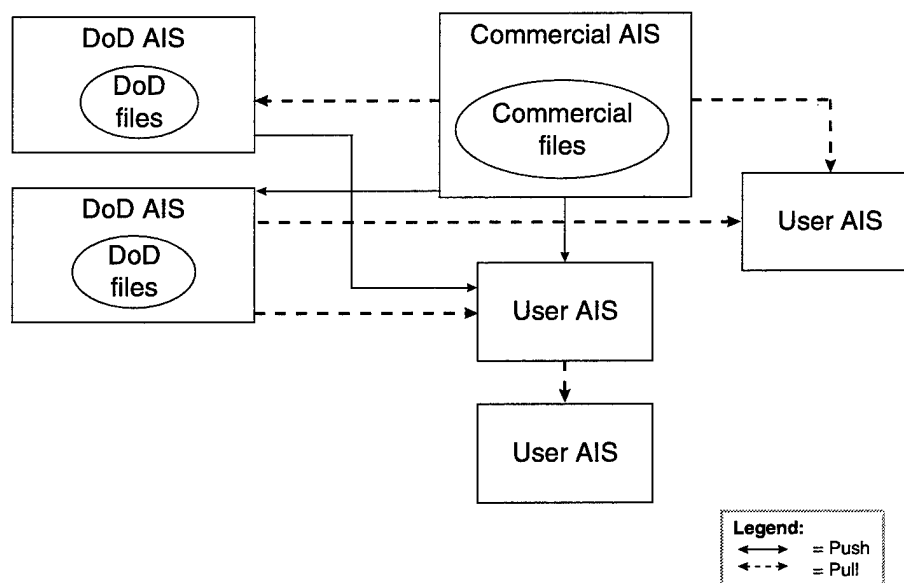 DoD AIS
DoD
files
Commercial AIS
Commercial
files
DoD AIS
DoD
files
User AIS
User AIS
User AIS
Legend:
= Push
= Pull